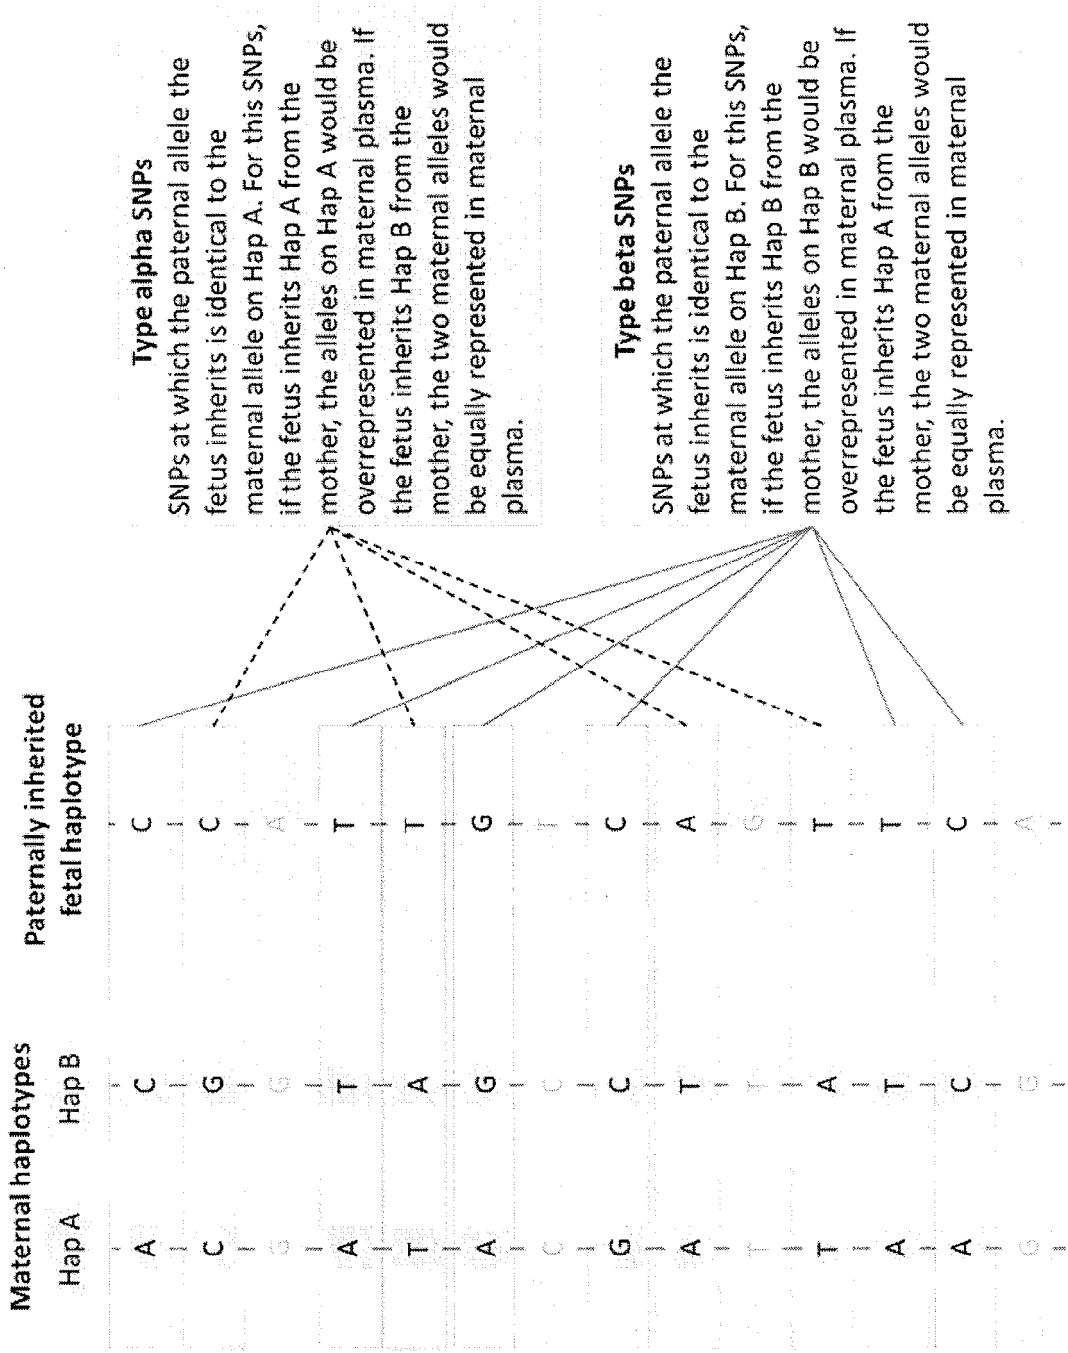 Maternal haplotypes
Hap A Hap B
Paternally inherited
fetal haplotype
A C C
C G C
G G A
A T T
T A T
A G G
C C T
G C C
A T A
T T G
T A T
A T T
A C C
G G A
Type alpha SNPs
SNPs at which the paternal allele the
fetus inherits is identical to the
maternal allele on Hap A. For this SNPs,
if the fetus inherits Hap A from the
mother, the alleles on Hap A would be
overrepresented in maternal plasma. If
the fetus inherits Hap B from the
mother, the two maternal alleles would
be equally represented in maternal
plasma.
Type beta SNPs
SNPs at which the paternal allele the
fetus inherits is identical to the
maternal allele on Hap B. For this SNPs,
if the fetus inherits Hap B from the
mother, the alleles on Hap B would be
overrepresented in maternal plasma. If
the fetus inherits Hap A from the
mother, the two maternal alleles would
be equally represented in maternal
plasma.